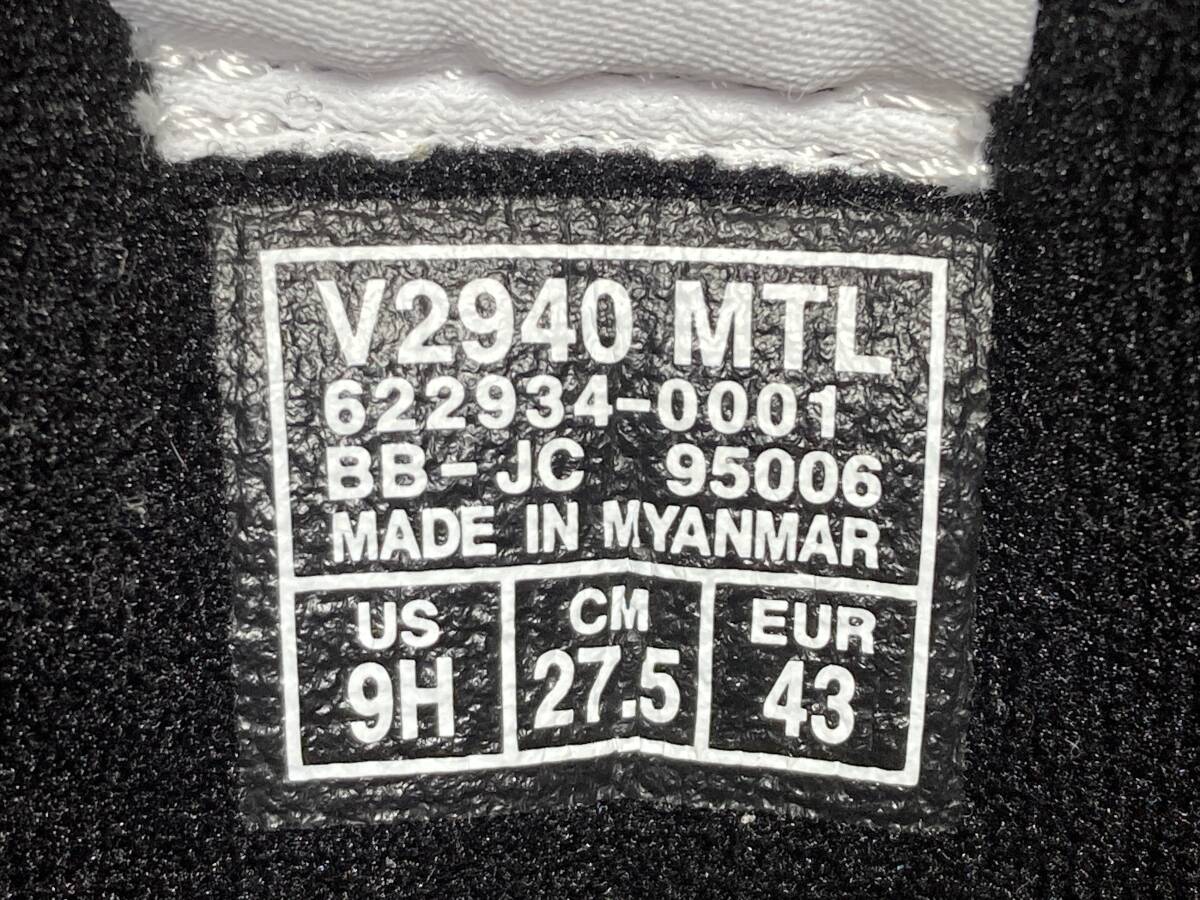 V2940 MTL
622934-0001
BB-JC 95006
MADE IN MYANMAR
US CM EUR
9H 27.5 43